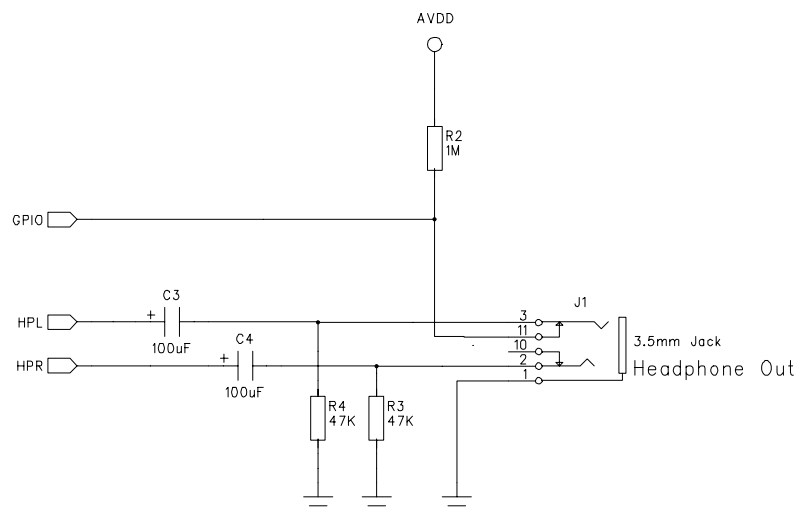 AVDD
R2
1M
GPIO
C3
J1
HPL
+
3
100uF
11
C4
10
3.5mm Jack
HPR
+
2
Headphone Out
100uF
1
R4
47K
R3
47K